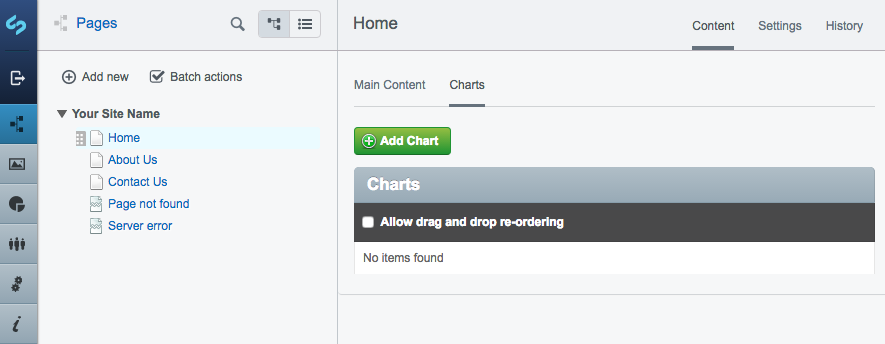 Pages
Add new
Batch actions
Your Site Name
Home
About Us
Contact Us
Page not found
Server error
Home
Content
Settings
History
Main Content
Charts
Add Chart
Charts
Allow drag and drop re-ordering
No items found